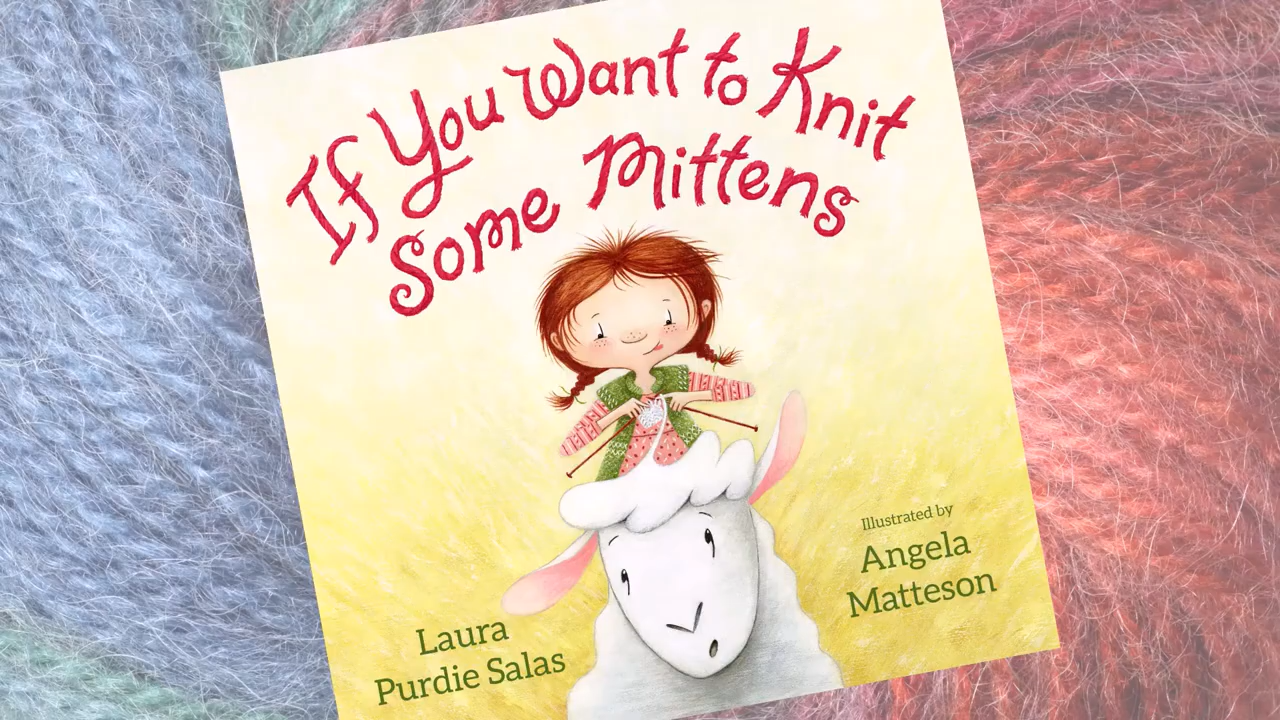 If You Want to Knit
Some Mittens
Illustrated by
Angela
Matteson
Laura
Purdie Salas